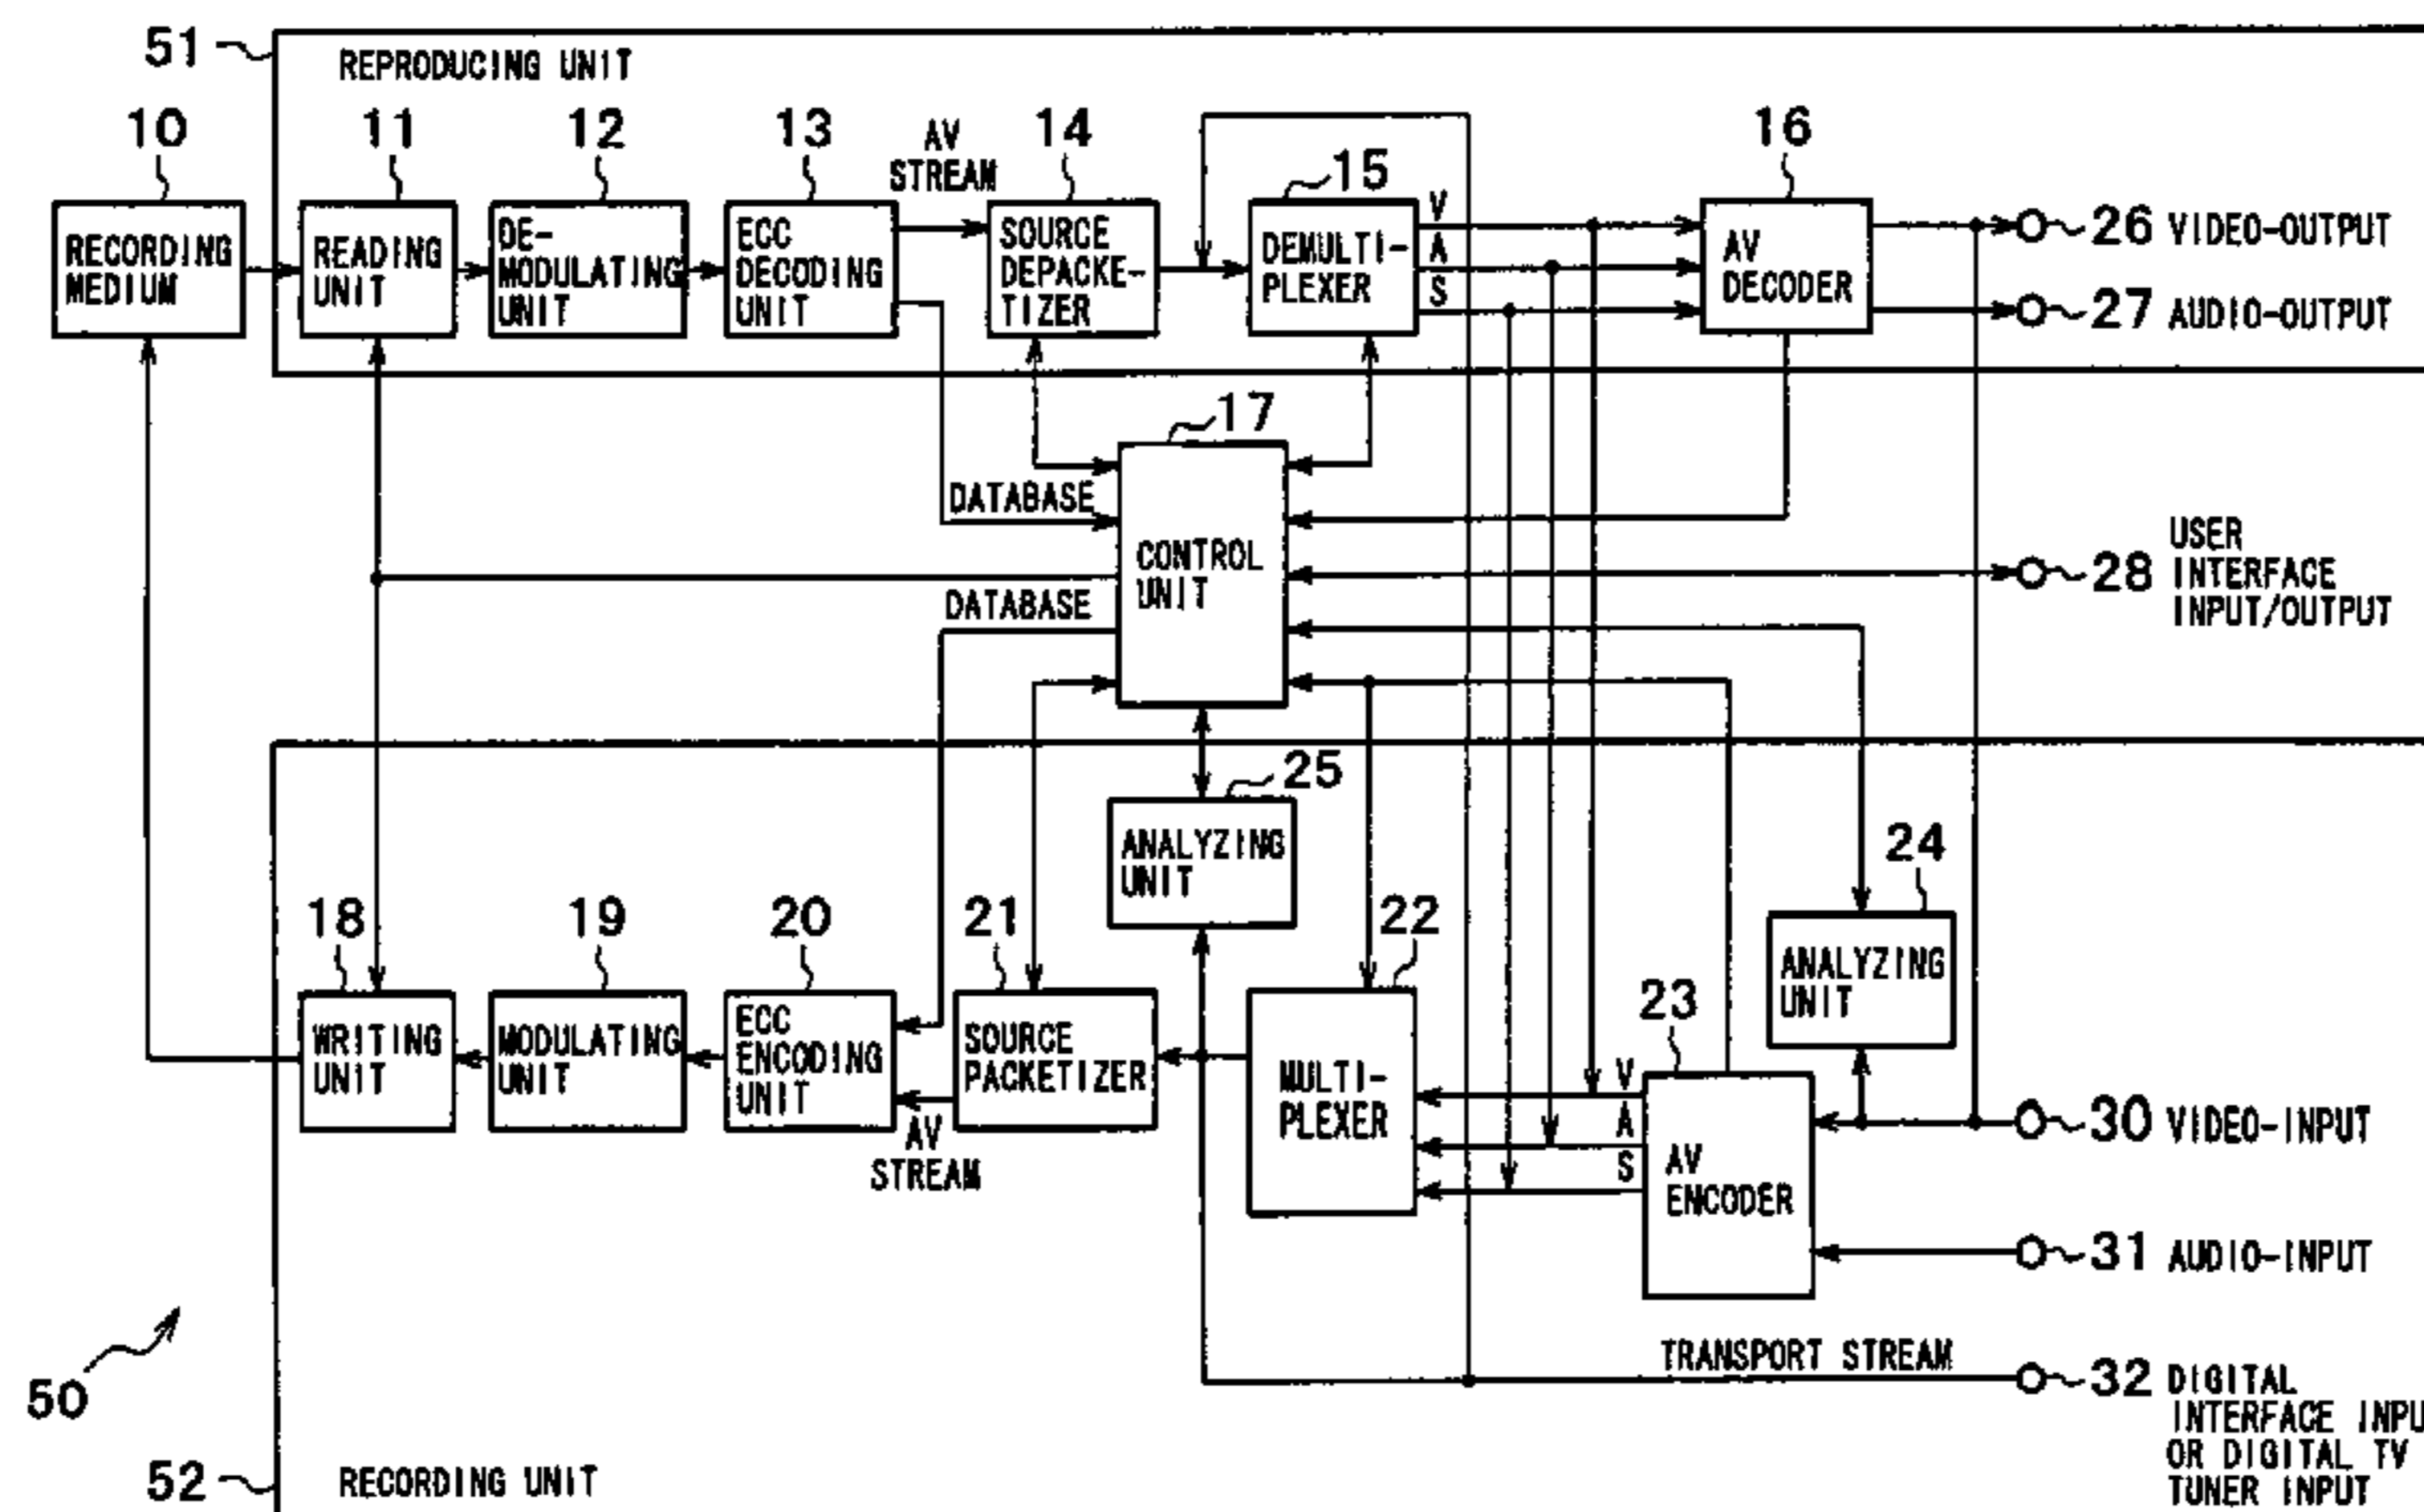 51
REPRODUCING UNIT
10
11
12
13
AV
STREAM
14
15
16
RECORDING
MEDIUM
READING
UNIT
DE-
MODULATING
UNIT
ECC
DECODING
UNIT
SOURCE
DEPACKE-
TIZER
DEMULTI-
PLEXER
V
A
S
AV
DECODER
26 VIDEO-OUTPUT
27 AUDIO-OUTPUT
17
DATABASE
CONTROL
UNIT
DATABASE
28
USER
INTERFACE
INPUT/OUTPUT
25
ANALYZING
UNIT
24
ANALYZING
UNIT
18
19
20
21
22
23
WRITING
UNIT
MODULATING
UNIT
ECC
ENCODING
UNIT
SOURCE
PACKETIZER
AV
STREAM
MULTI-
PLEXER
V
A
S
AV
ENCODER
30 VIDEO-INPUT
31 AUDIO-INPUT
TRANSPORT STREAM
32
DIGITAL
INTERFACE INPU
OR DIGITAL TV
TUNER INPUT
50
52
RECORDING UNIT